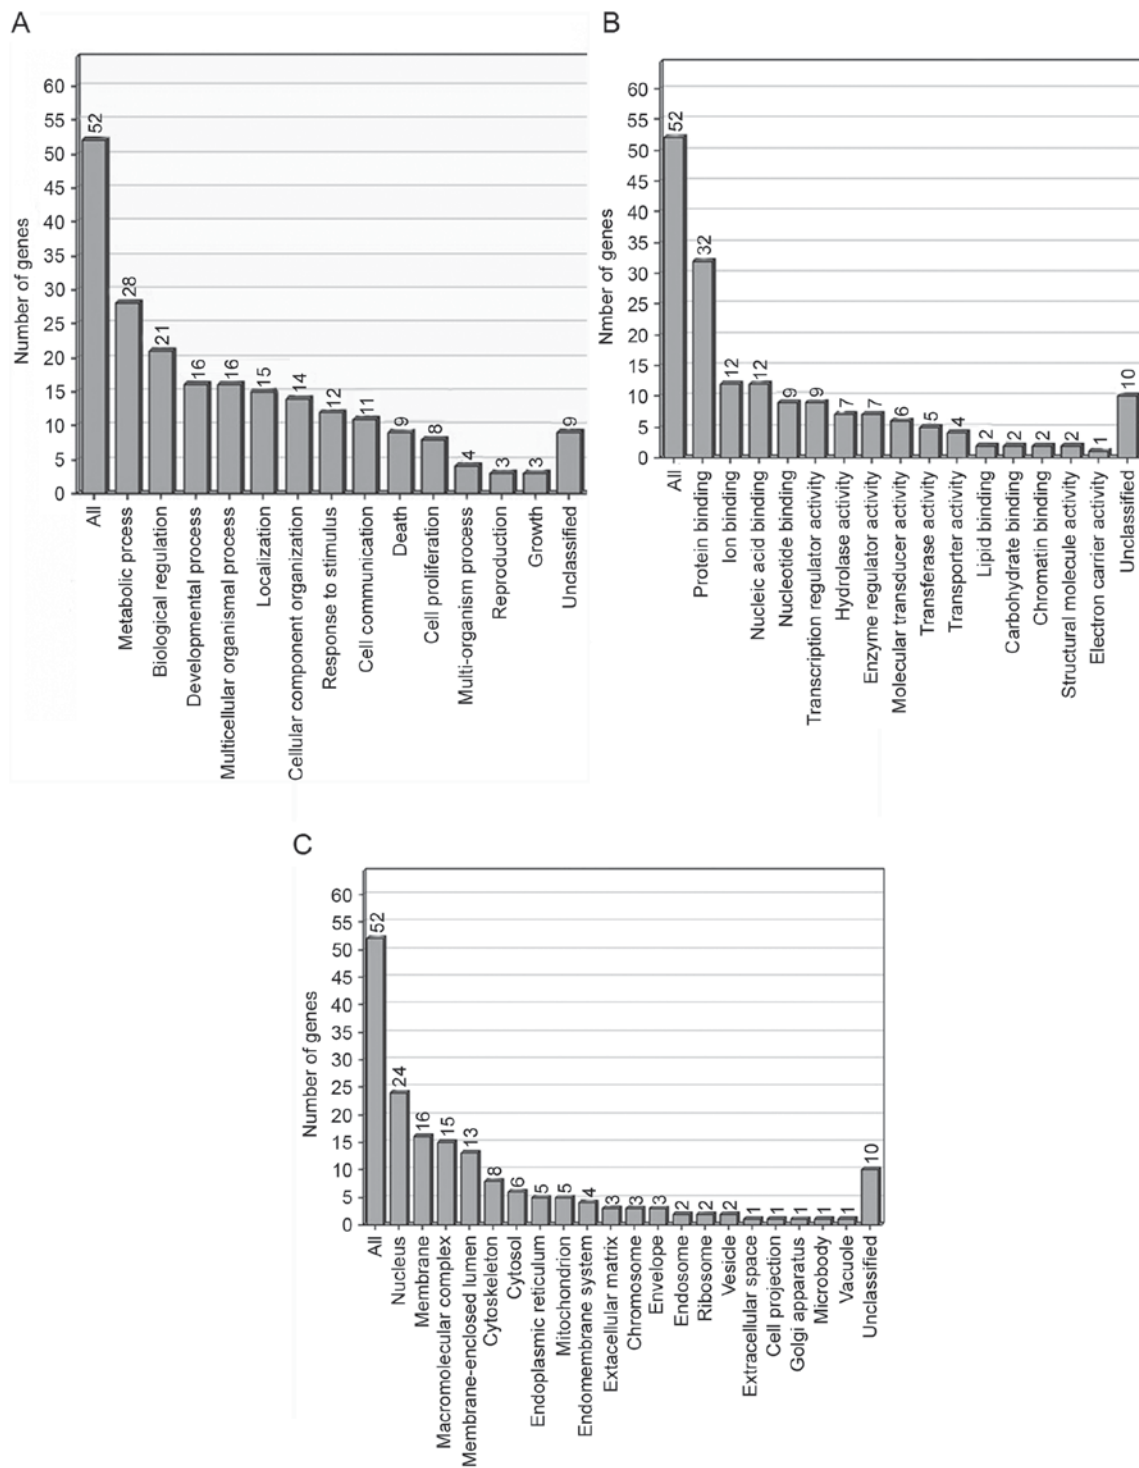 A
Number of genes
60
55
50
45
40
35
30
25
20
15
10
5
0
52
28
21
16
16
15
14
12
11
9
8
4
3
3
9
All
Metabolic prcess
Biological regulation
Developmental process
Multicellular organismal process
Localization
Cellular component organization
Response to stimulus
Cell communication
Death
Cell proliferation
Multi-organism process
Reproduction
Growth
Unclassified
B
Nmber of genes
60
55
50
45
40
35
30
25
20
15
10
5
0
52
32
12
12
9
9
7
7
6
5
4
2
2
2
2
1
10
All
Protein binding
Ion binding
Nucleic acid binding
Nucleotide binding
Transcription regulator activity
Hydrolase activity
Enzyme regulator activity
Molecular transducer activity
Transferase activity
Transporter activity
Lipid binding
Carbohydrate binding
Chromatin binding
Structural molecule activity
Electron carrier activity
Unclassified
C
Number of genes
60
55
50
45
40
35
30
25
20
15
10
5
0
52
24
16
15
13
8
6
5
5
4
3
3
3
2
2
2
1
1
1
1
1
10
All
Nucleus
Membrane
Macromolecular complex
Membrane-enclosed lumen
Cytoskeleton
Cytosol
Endoplasmic reticulum
Mitochondrion
Endomembrane system
Extacellular matrix
Chromosome
Envelope
Endosome
Ribosome
Vesicle
Extracellular space
Cell projection
Golgi apparatus
Microbody
Vacuole
Unclassified